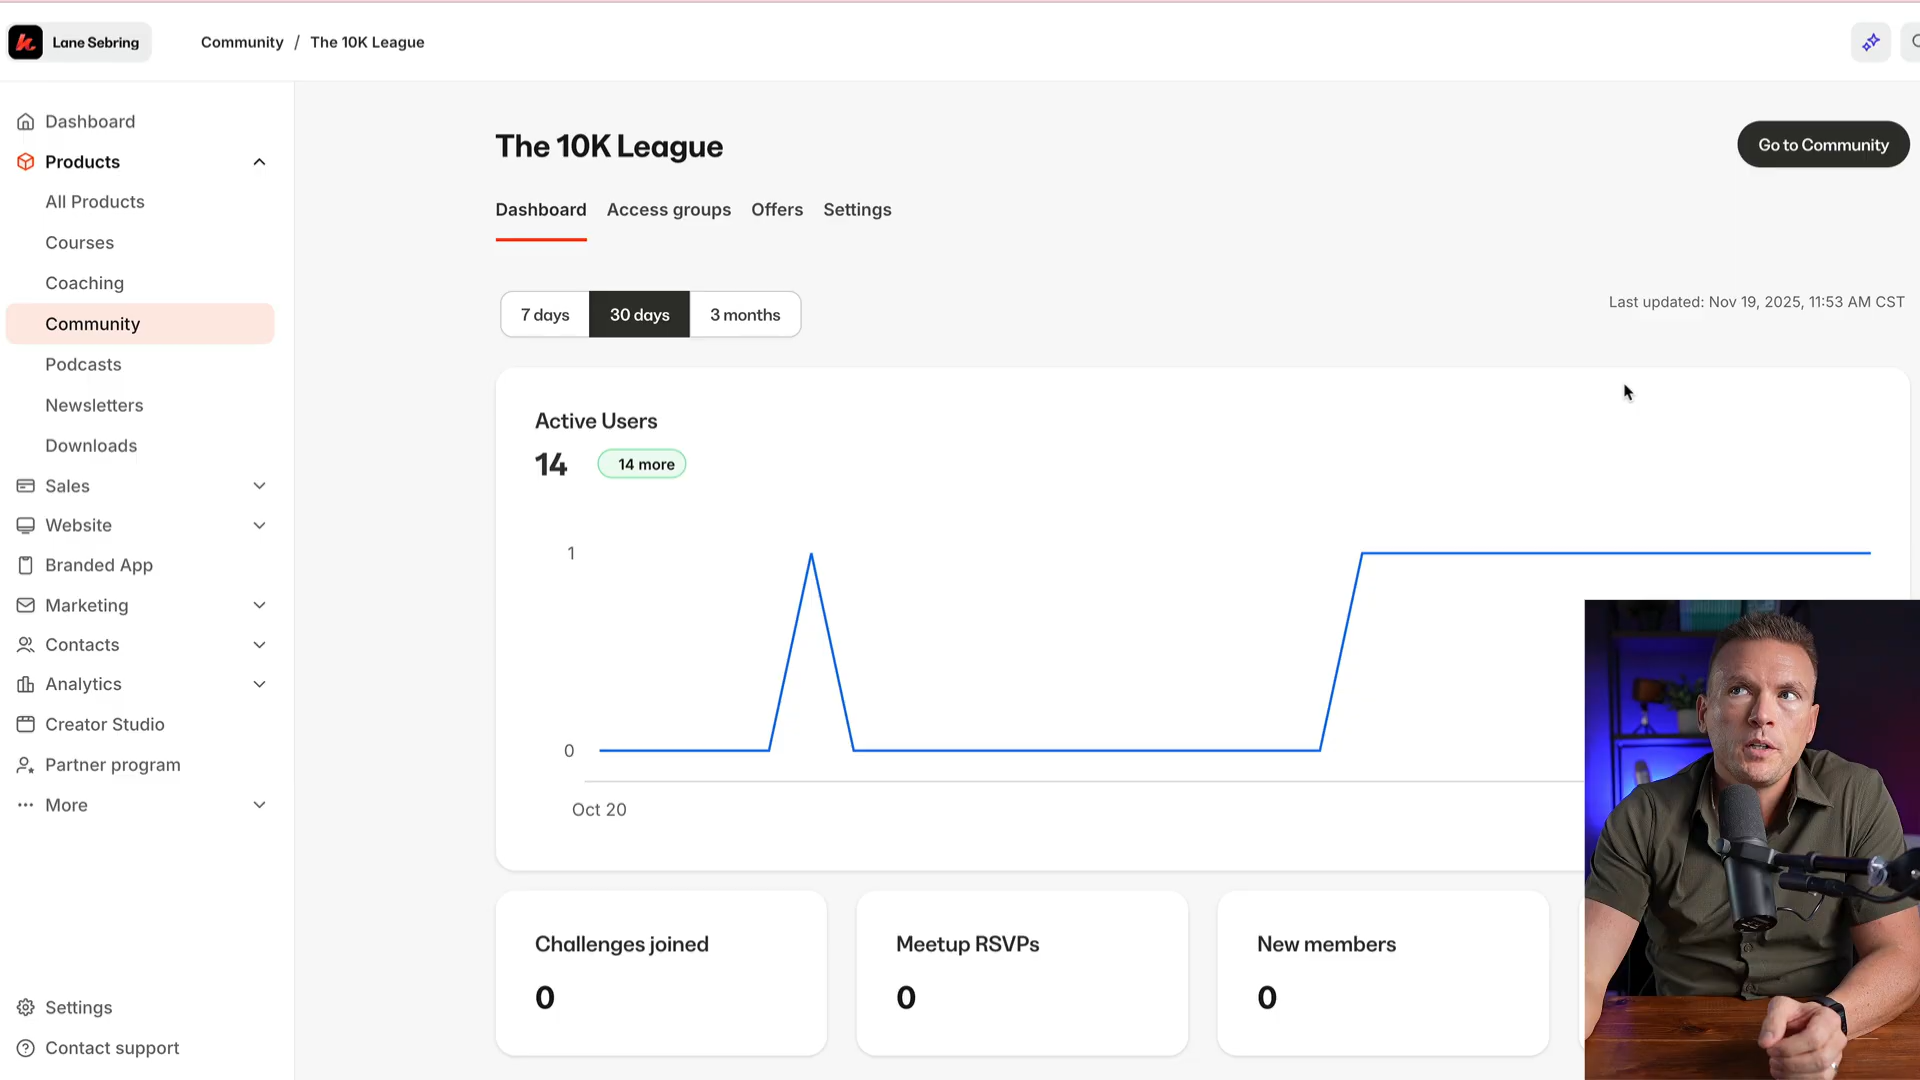 Lane Sebring
Community / The 10K League
Dashboard
Products
All Products
Courses
Coaching
Community
Podcasts
Newsletters
Downloads
Sales
Website
Branded App
Marketing
Contacts
Analytics
Creator Studio
Partner program
More
Settings
Contact support
The 10K League
Go to Community
Dashboard Access groups Offers Settings
7 days 30 days 3 months
Last updated: Nov 19, 2025, 11:53 AM CST
Active Users
14 14 more
1
0
Oct 20
Challenges joined
0
Meetup RSVPs
0
New members
0